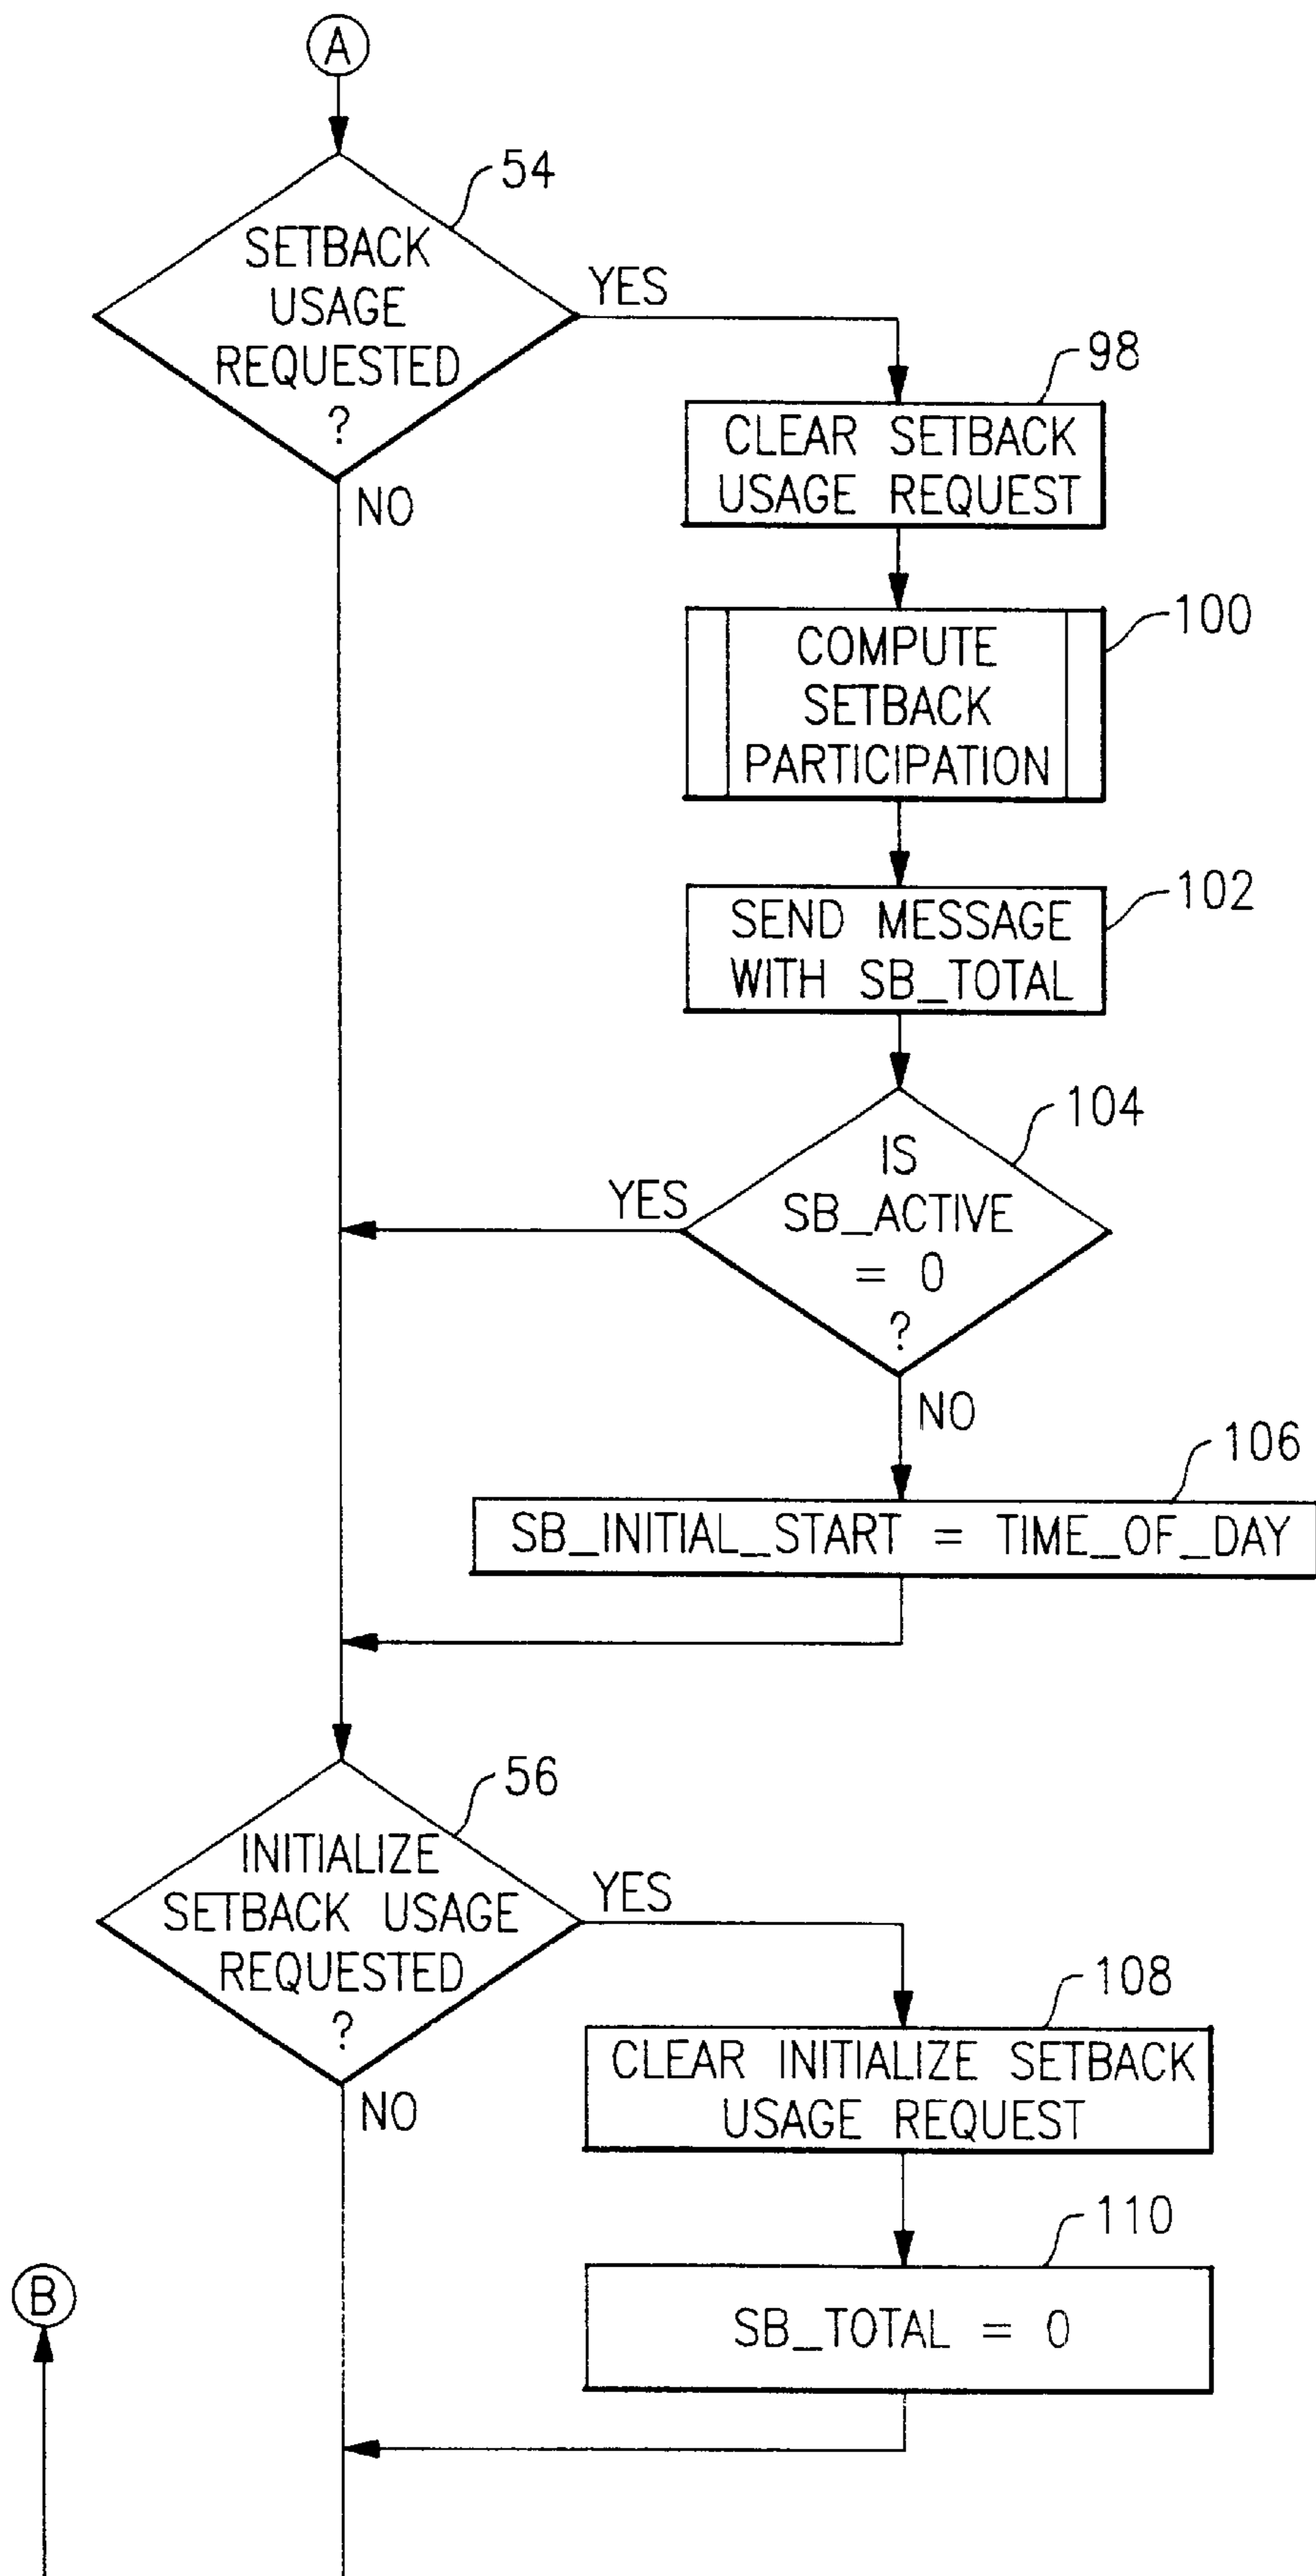 A
54
SETBACK
USAGE
REQUESTED
?
YES
NO
98
CLEAR SETBACK
USAGE REQUEST
100
COMPUTE
SETBACK
PARTICIPATION
102
SEND MESSAGE
WITH SB_TOTAL
104
IS
SB_ACTIVE
= 0
?
YES
NO
106
SB_INITIAL_START = TIME_OF_DAY
56
INITIALIZE
SETBACK USAGE
REQUESTED
?
YES
NO
108
CLEAR INITIALIZE SETBACK
USAGE REQUEST
110
SB_TOTAL = 0
B